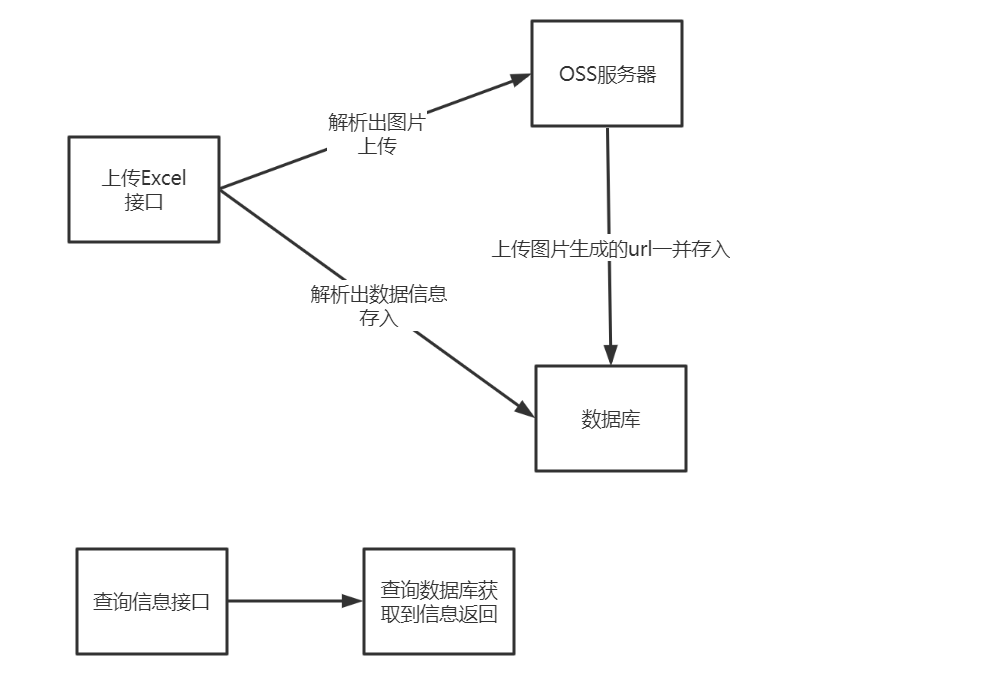 OSS服务器
解析出图片
上传
上传Excel
接口
上传图片生成的url一并存入
解析出数据信息
存入
数据库
查询信息接口
查询数据库获
取到信息返回